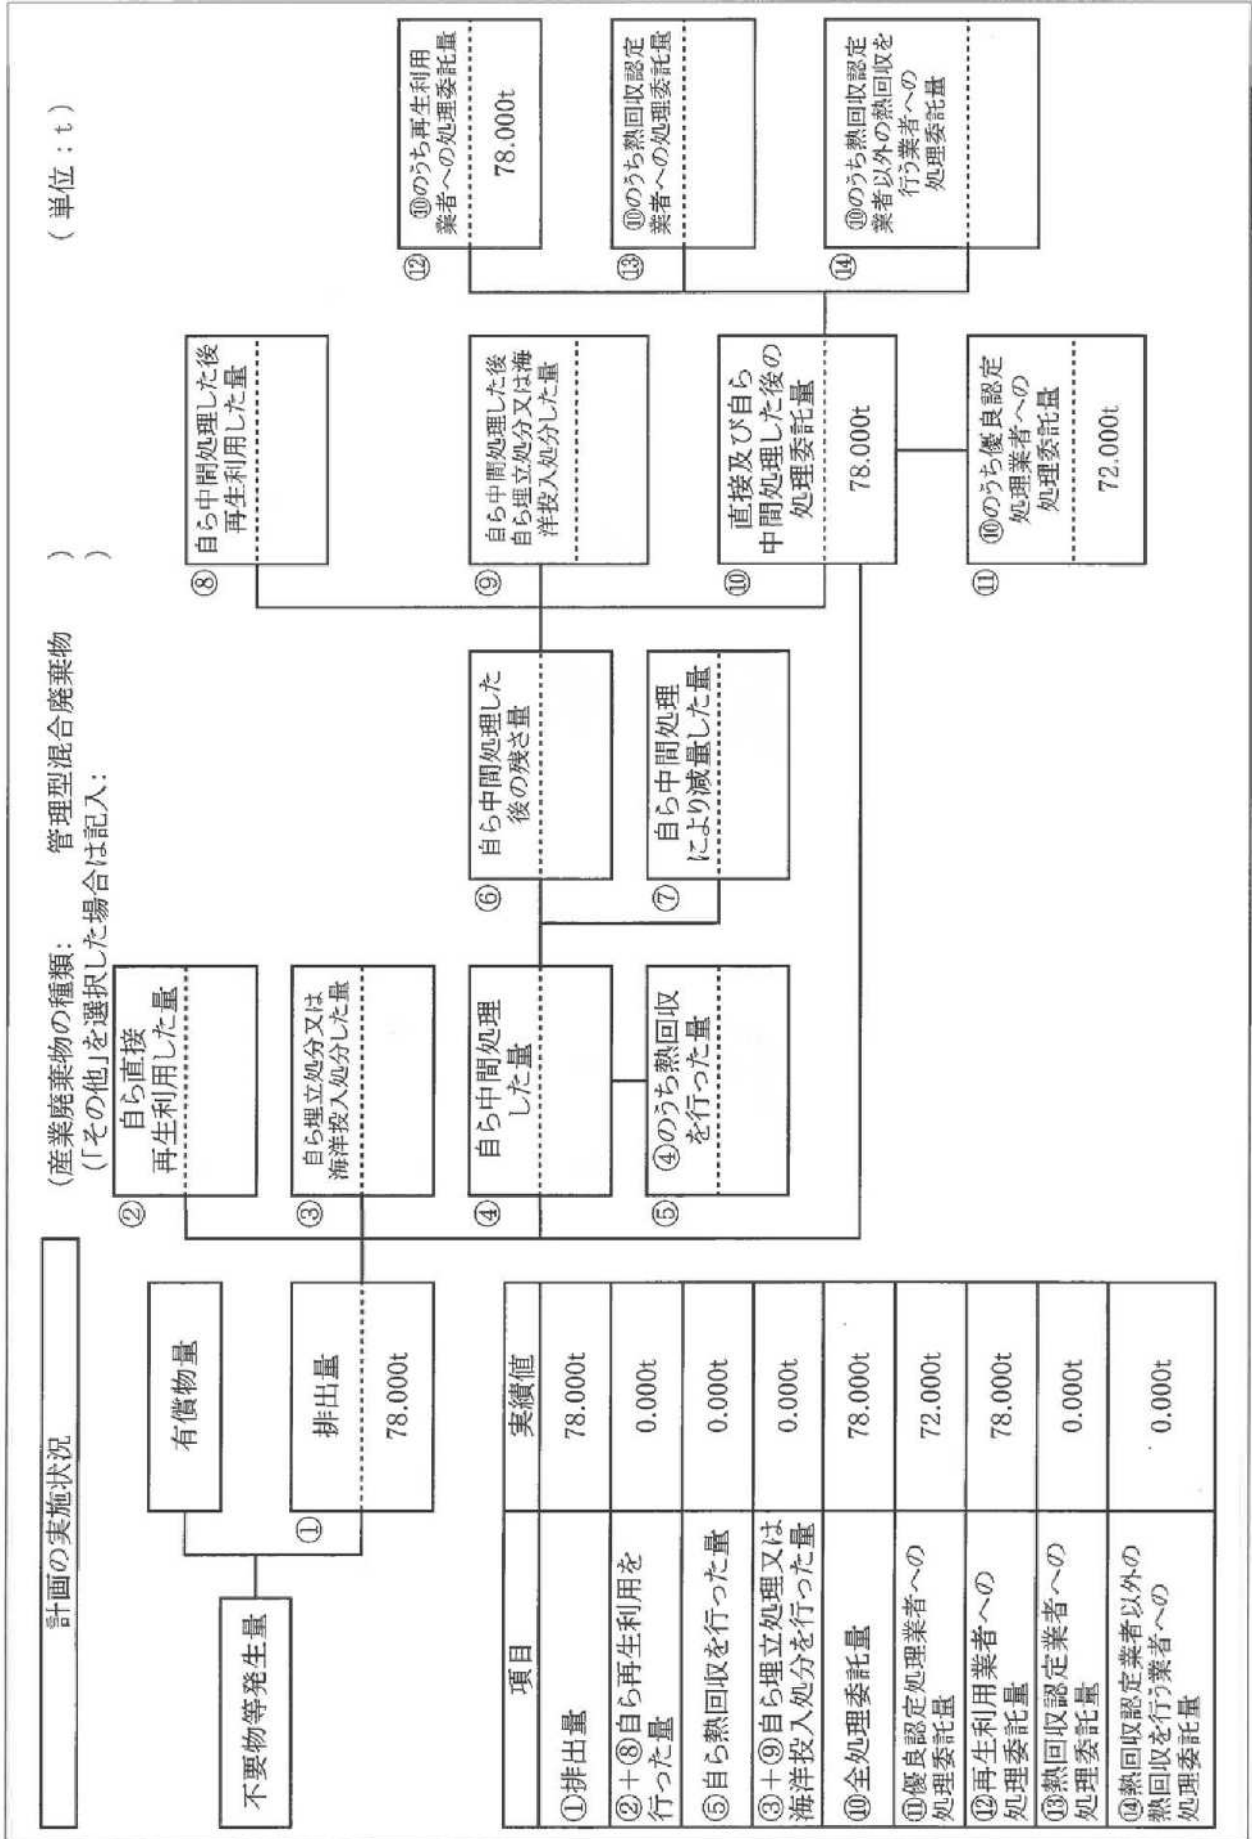 計画の実施状況
(産業廃棄物の種類: 管理型混合廃棄物 )
(「その他」を選択した場合は記入: )
(単位:t)
不要物等発生量
有償物量
①
排出量
78.000t
②
自ら直接
再生利用した量
③
自ら埋立処分又は
海洋投入処分した量
④
自ら中間処理
した量
⑤
④のうち熱回収
を行った量
⑥
自ら中間処理した
後の残さ量
⑦
自ら中間処理
により減量した量
⑧
自ら中間処理した後
再生利用した量
⑨
自ら中間処理した後
自ら埋立処分又は海
洋投入処分した量
⑩
直接及び自ら
中間処理した後の
処理委託量
78.000t
⑪
⑩のうち優良認定
処理業者への
処理委託量
72.000t
⑫
⑩のうち再生利用
業者への処理委託量
78.000t
⑬
⑩のうち熱回収認定
業者への処理委託量
⑭
⑩のうち熱回収認定
業者以外の熱回収を
行う業者への
処理委託量
項目 実績値
①排出量 78.000t
②+⑧自ら再生利用を
行った量 0.000t
⑤自ら熱回収を行った量 0.000t
③+⑨自ら埋立処理又は
海洋投入処分を行った量 0.000t
⑩全処理委託量 78.000t
⑪優良認定処理業者への
処理委託量 72.000t
⑫再生利用業者への
処理委託量 78.000t
⑬熱回収認定業者への
処理委託量 0.000t
⑭熱回収認定業者以外の
熱回収を行う業者への
処理委託量 0.000t